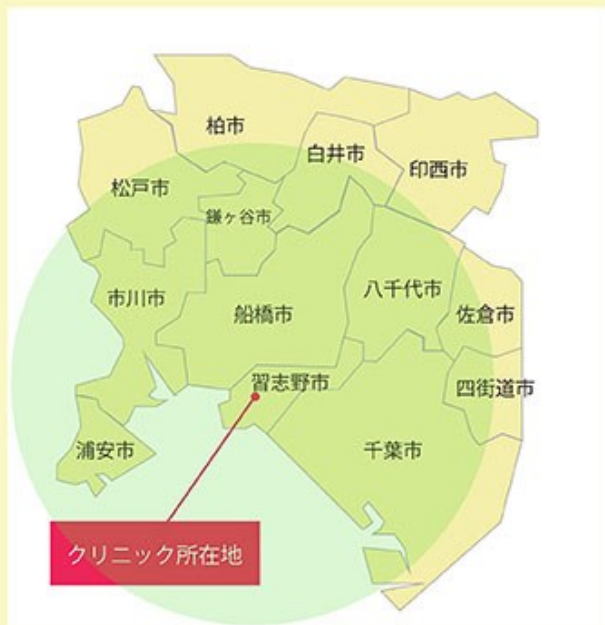 柏市
白井市
印西市
松戸市
鎌ヶ谷市
市川市
船橋市
八千代市
佐倉市
習志野市
四街道市
浦安市
千葉市
クリニック所在地